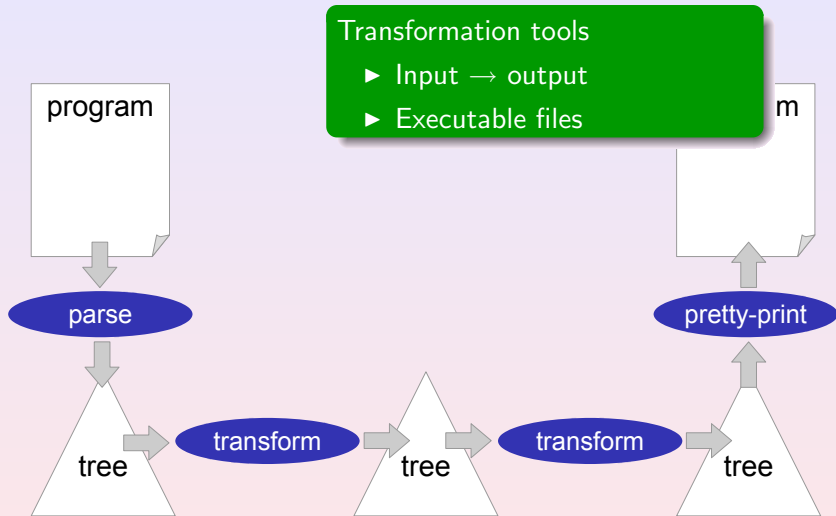 Transformation tools
► Input → output
► Executable files
program
m
parse
pretty-print
transform
transform
tree
tree
tree